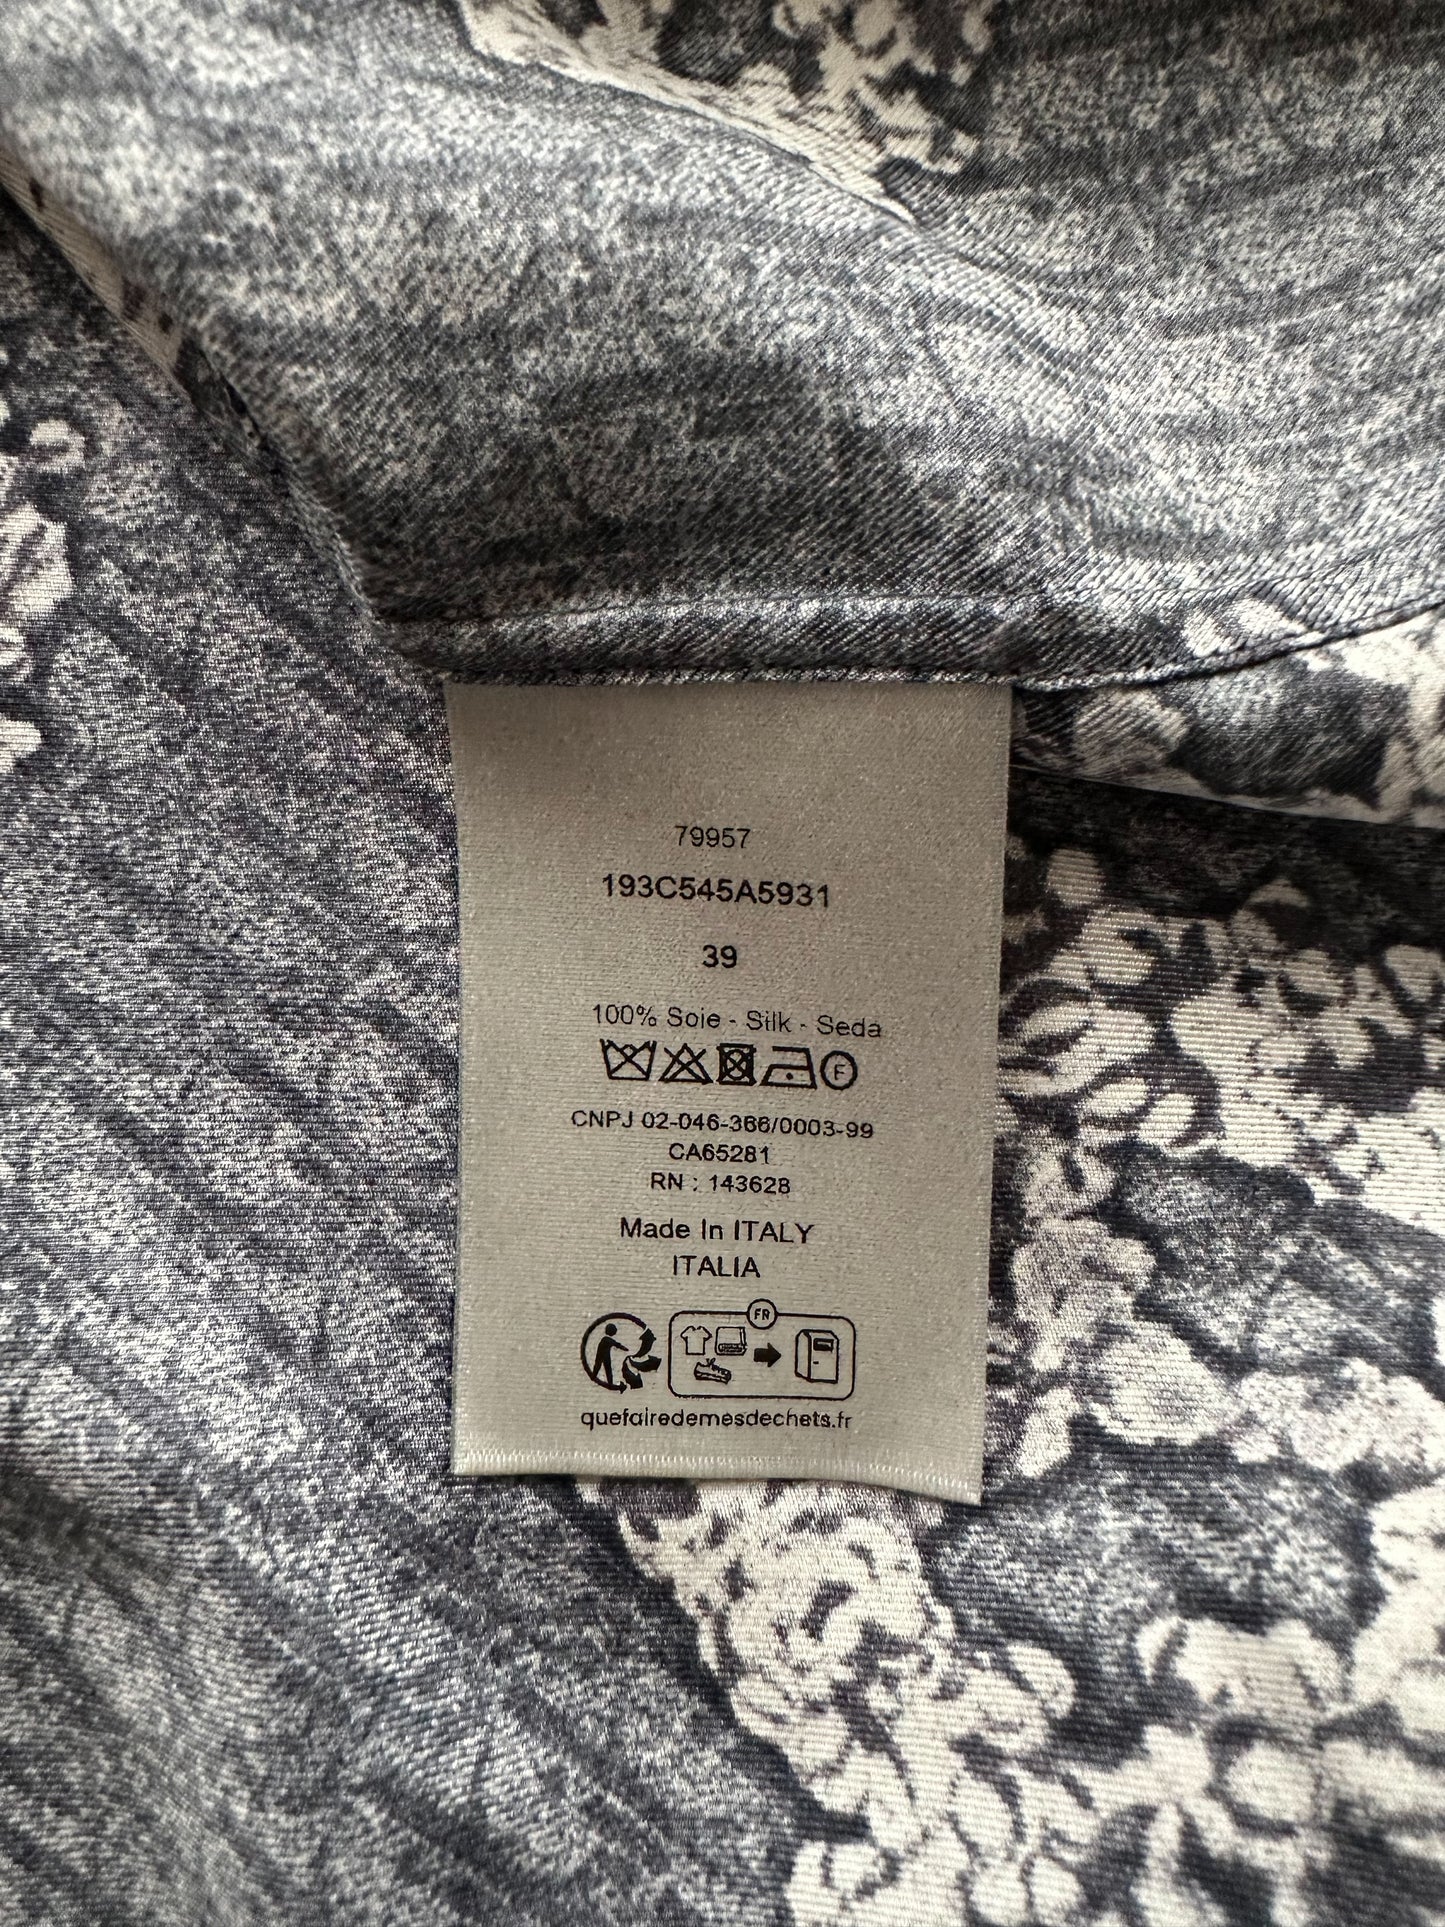 79957
193C545A5931
39
100% Soie - Silk - Seda
F
CNPJ 02-046-366/0003-99
CA65281
RN : 143628
Made In ITALY
ITALIA
FR
quefairedemesdechets.fr